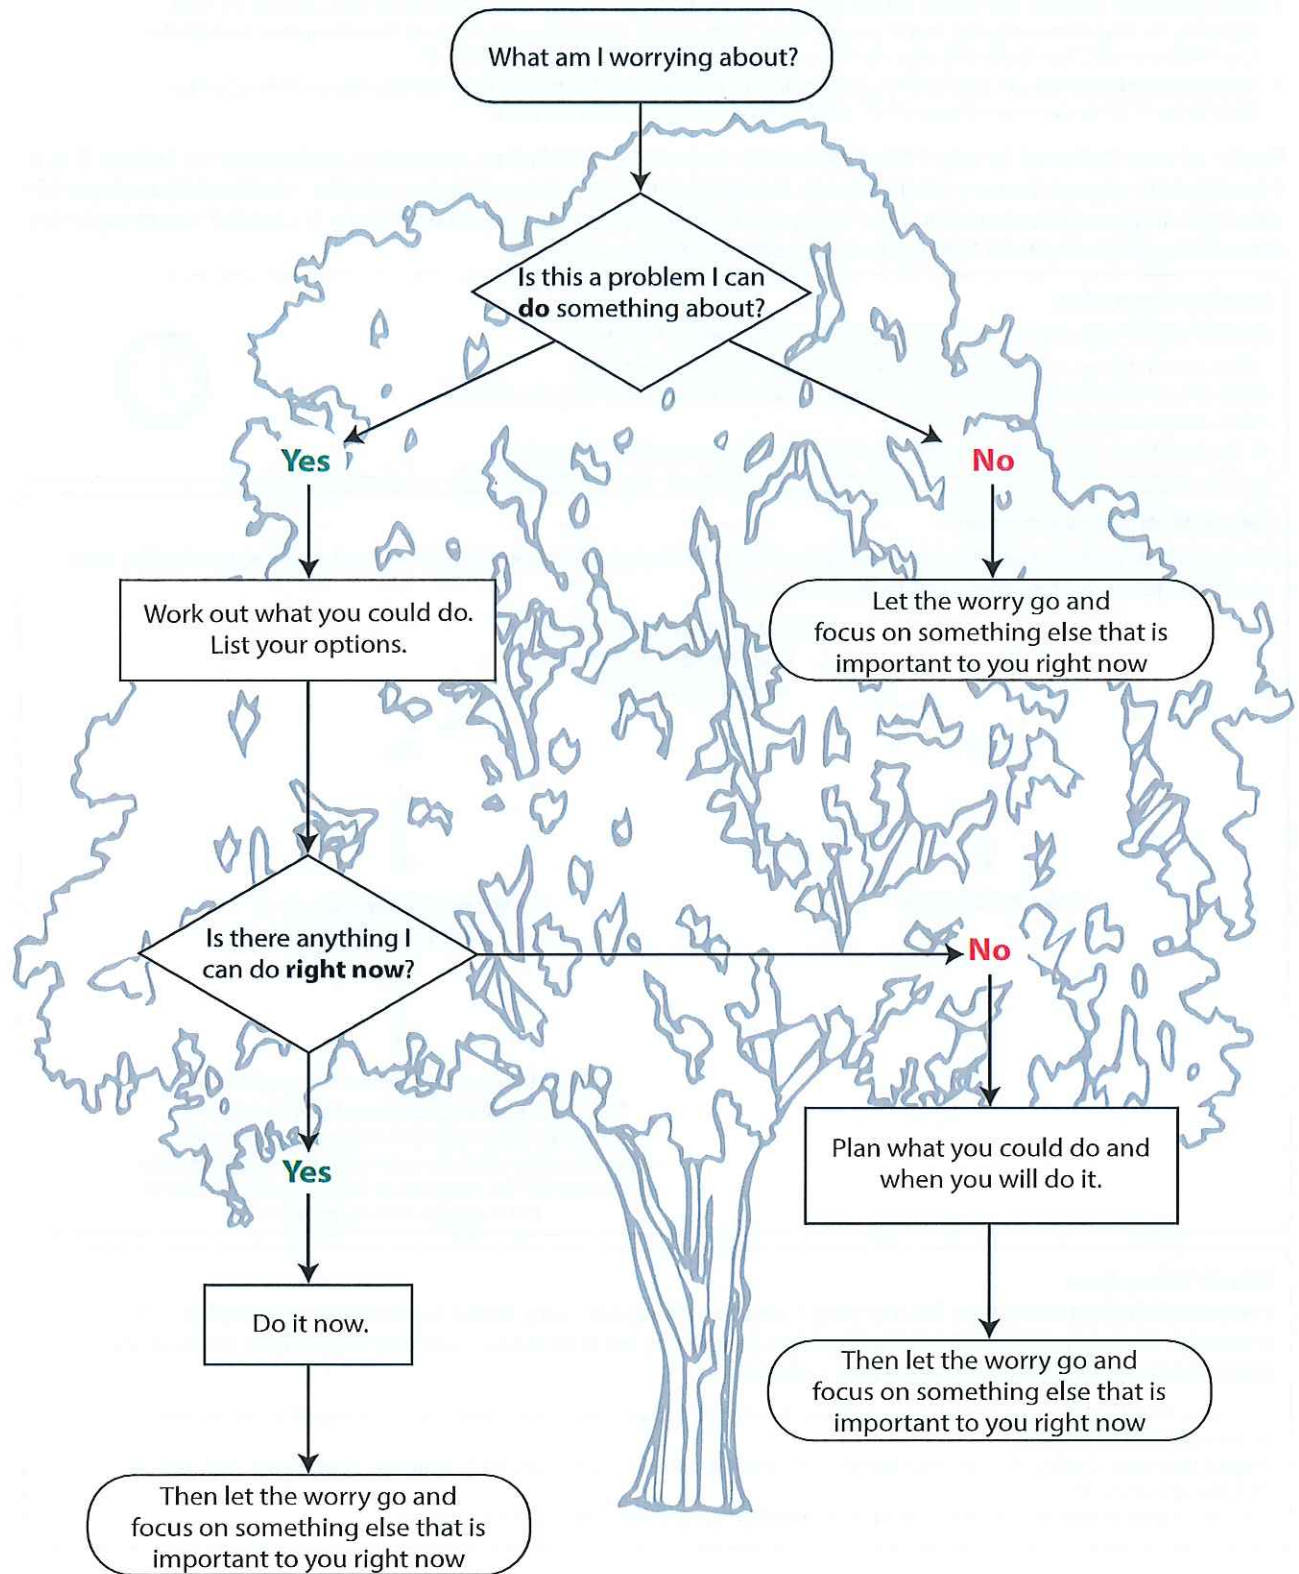 What am I worrying about?
Is this a problem I can
do something about?
Yes
No
Work out what you could do.
List your options.
Let the worry go and
focus on something else that is
important to you right now
Is there anything I
can do right now?
No
Yes
Plan what you could do and
when you will do it.
Do it now.
Then let the worry go and
focus on something else that is
important to you right now
Then let the worry go and
focus on something else that is
important to you right now